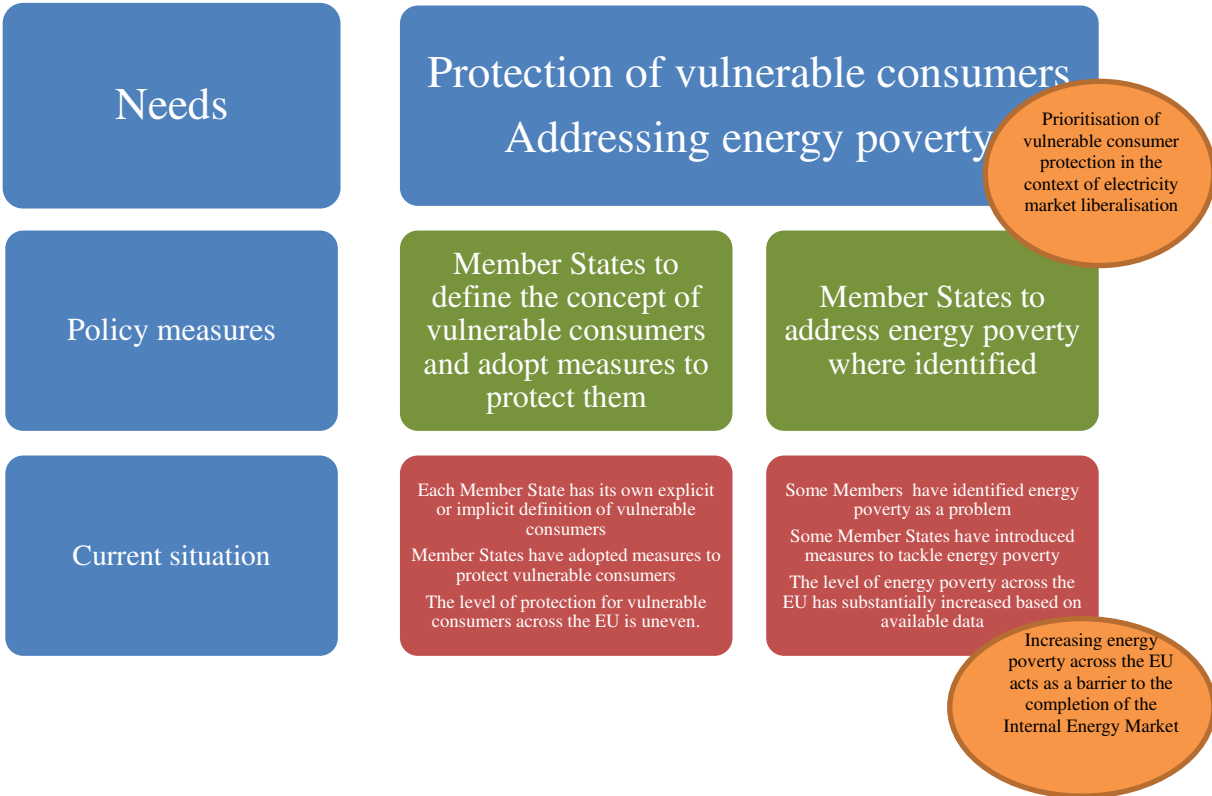 Needs
Protection of vulnerable consumers
Addressing energy poverty
Prioritisation of
vulnerable consumer
protection in the
context of electricity
market liberalisation
Policy measures
Member States to
define the concept of
vulnerable consumers
and adopt measures to
protect them
Member States to
address energy poverty
where identified
Current situation
Each Member State has its own explicit
or implicit definition of vulnerable
consumers
Member States have adopted measures to
protect vulnerable consumers
The level of protection for vulnerable
consumers across the EU is uneven.
Some Members  have identified energy
poverty as a problem
Some Member States have introduced
measures to tackle energy poverty
The level of energy poverty across the
EU has substantially increased based on
available data
Increasing energy
poverty across the EU
acts as a barrier to the
completion of the
Internal Energy Market